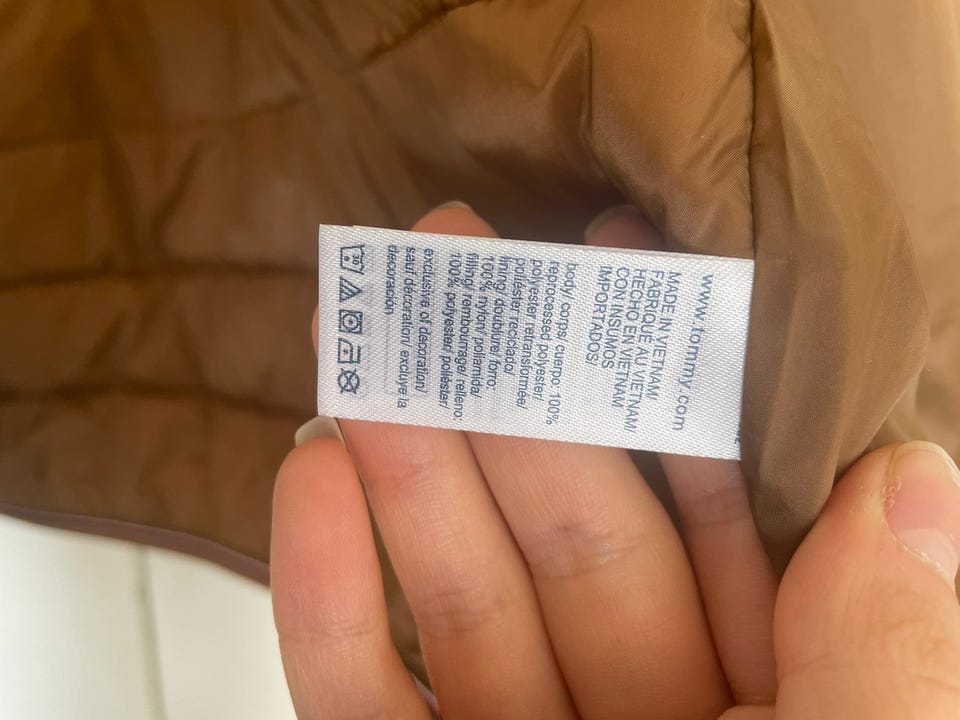 www.tommy.com
MADE IN VIETNAM
FABRIQUÉ AU VIETNAM
HECHO EN VIETNAM
CON INSUMOS
IMPORTADOS/
body/ corps/ cuerpo: 100%
reprocessed polyester/
polyester retransformée/
poliéster reciclado/
lining/ doublure/ forro:
100% nylon/ poliamida/
filling/ rembourrage/ relleno:
100% polyester/ poliéster/
exclusive of decoration/
sauf décoration/ excluye la
decoración